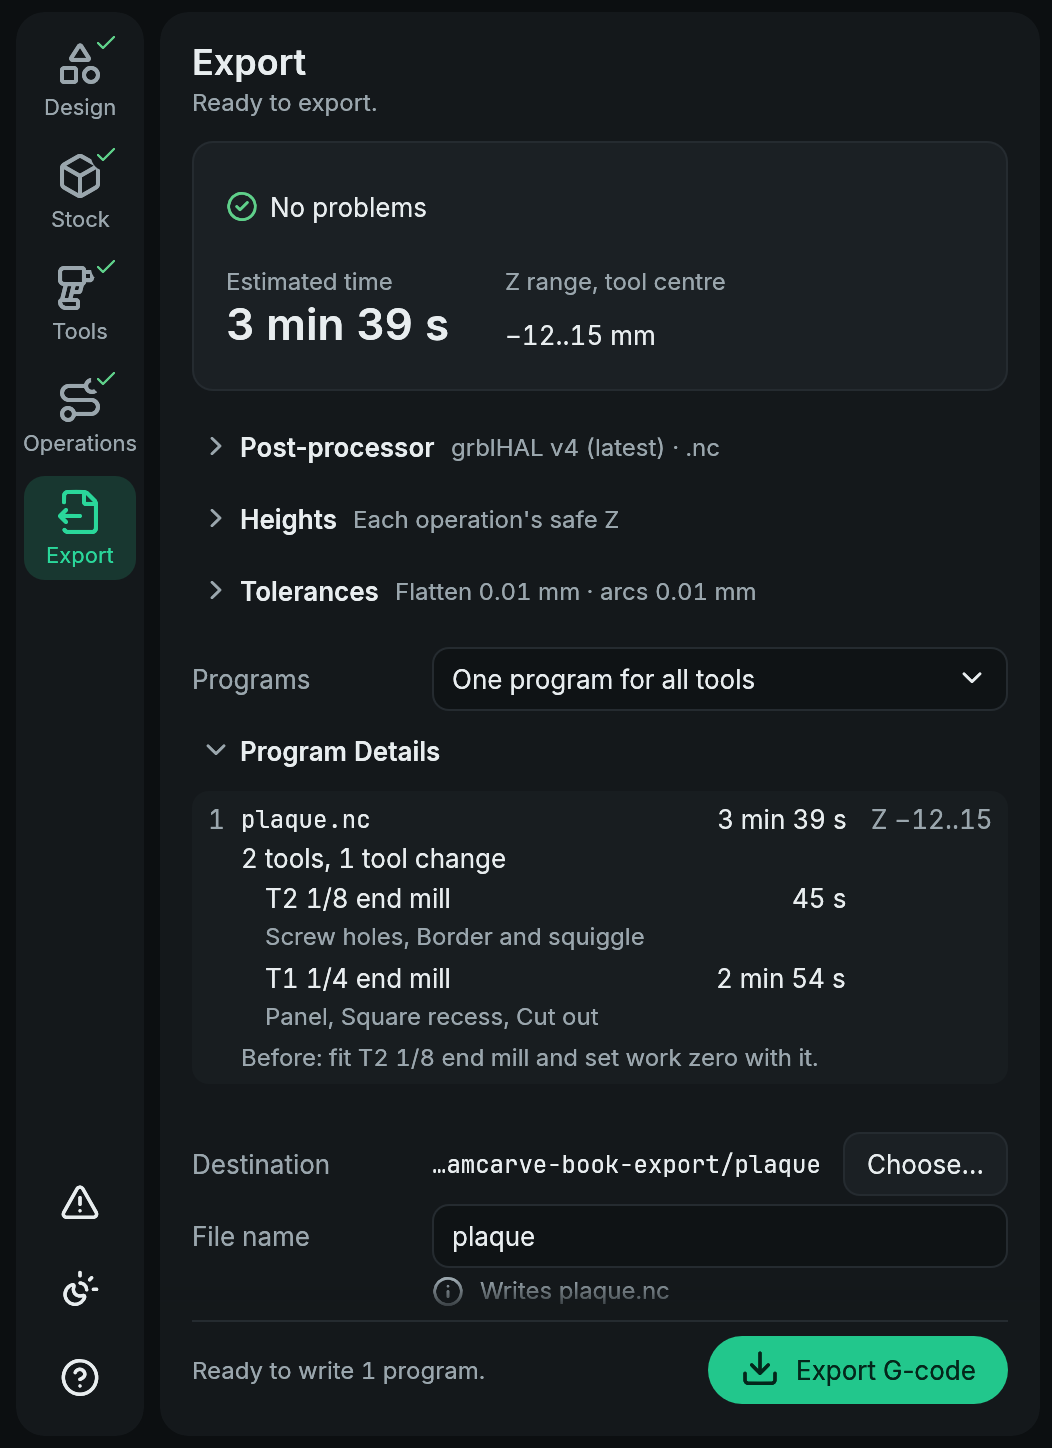 Design
Stock
Tools
Operations
Export
Export
Ready to export.
No problems
Estimated time
3 min 39 s
Z range, tool centre
−12..15 mm
Post-processor grblHAL v4 (latest) · .nc
Heights Each operation's safe Z
Tolerances Flatten 0.01 mm · arcs 0.01 mm
Programs One program for all tools
Program Details
1 plaque.nc 3 min 39 s Z −12..15
2 tools, 1 tool change
T2 1/8 end mill 45 s
Screw holes, Border and squiggle
T1 1/4 end mill 2 min 54 s
Panel, Square recess, Cut out
Before: fit T2 1/8 end mill and set work zero with it.
Destination …amcarve-book-export/plaque Choose...
File name plaque
Writes plaque.nc
Ready to write 1 program. Export G-code